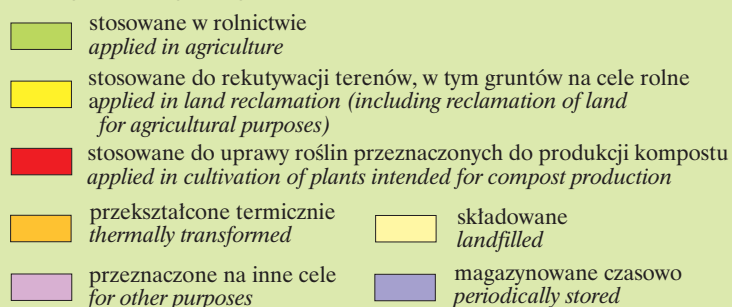 stosowane w rolnictwie
applied in agriculture
stosowane do rekutywacji terenów, w tym gruntów na cele rolne
applied in land reclamation (including reclamation of land
for agricultural purposes)
stosowane do uprawy roślin przeznaczonych do produkcji kompostu
applied in cultivation of plants intended for compost production
przekształcone termicznie
thermally transformed
składowane
landfilled
przeznaczone na inne cele
for other purposes
magazynowane czasowo
periodically stored